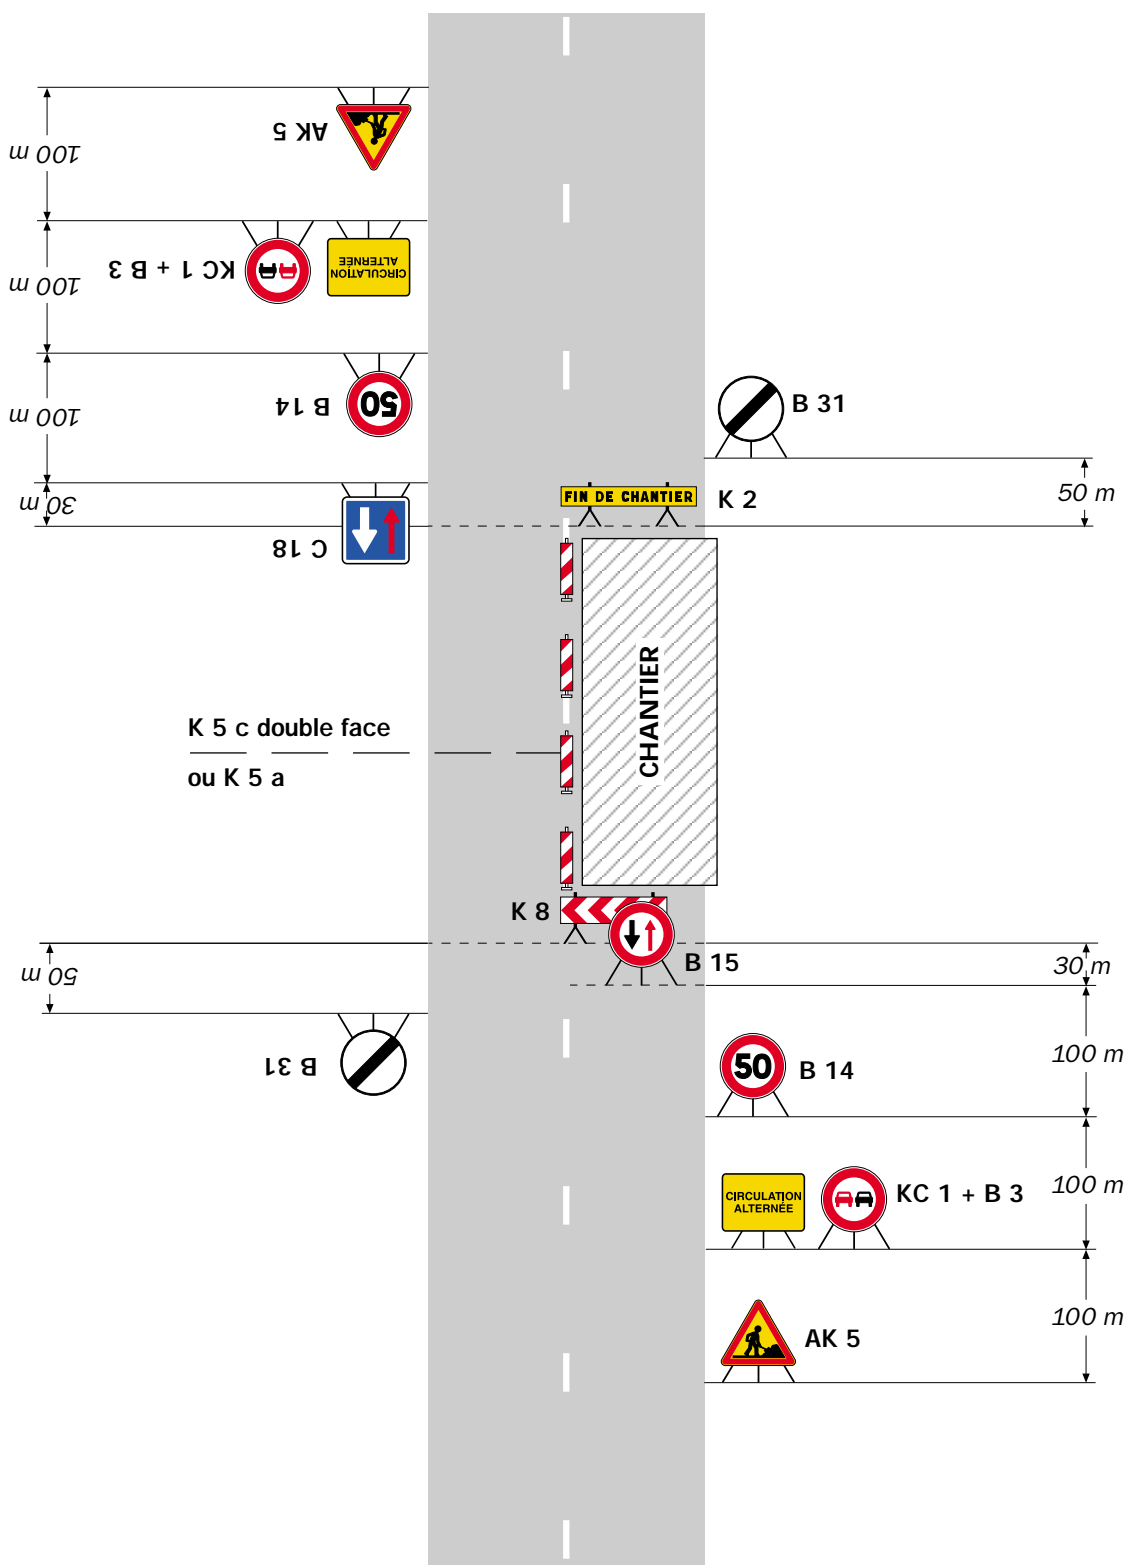 AK 5
100 m
KC 1 + B 3
CIRCULATION
ALTERNÉE
100 m
B 14
50
100 m
C 18
30 m
B 31
50 m
FIN DE CHANTIER
K 2
CHANTIER
K 5 c double face
ou K 5 a
K 8
B 15
30 m
50 m
B 31
50
B 14
100 m
CIRCULATION
ALTERNÉE
KC 1 + B 3
100 m
AK 5
100 m